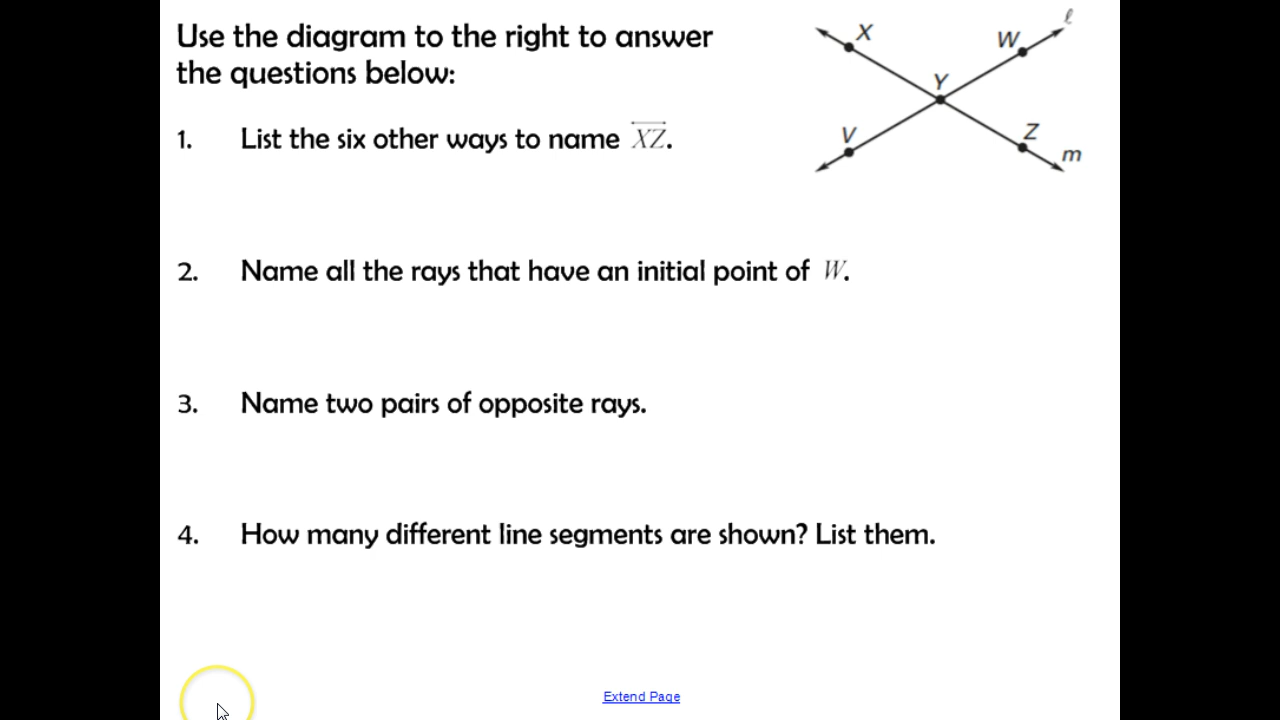 Use the diagram to the right to answer
the questions below:
X
W
ℓ
Y
V
Z
m
1. List the six other ways to name XZ.
2. Name all the rays that have an initial point of W.
3. Name two pairs of opposite rays.
4. How many different line segments are shown? List them.
Extend Page